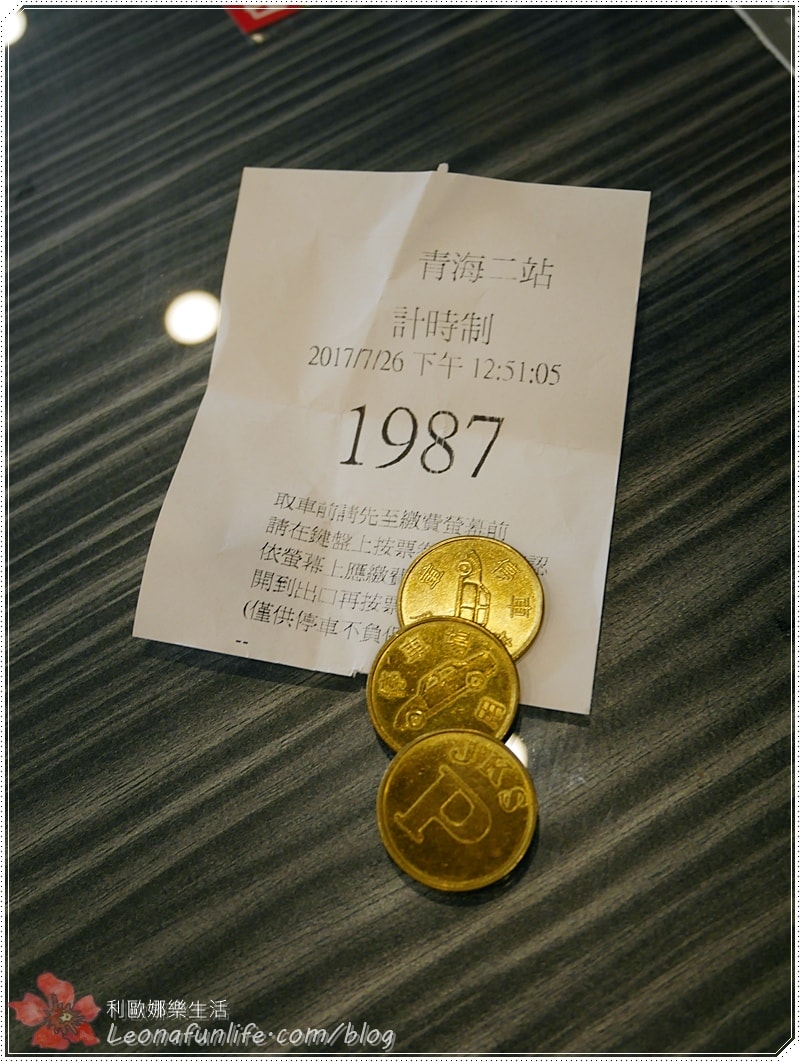 青海二站
計時制
2017/7/26 下午 12:51:05
1987
取車前請先至繳費螢幕前
請在鍵盤上按票 認
依螢幕上應繳
開到出口再按票
(僅供停車不負
--
車
JKS
P
利歐娜樂生活
Leonafunlife.com/blog